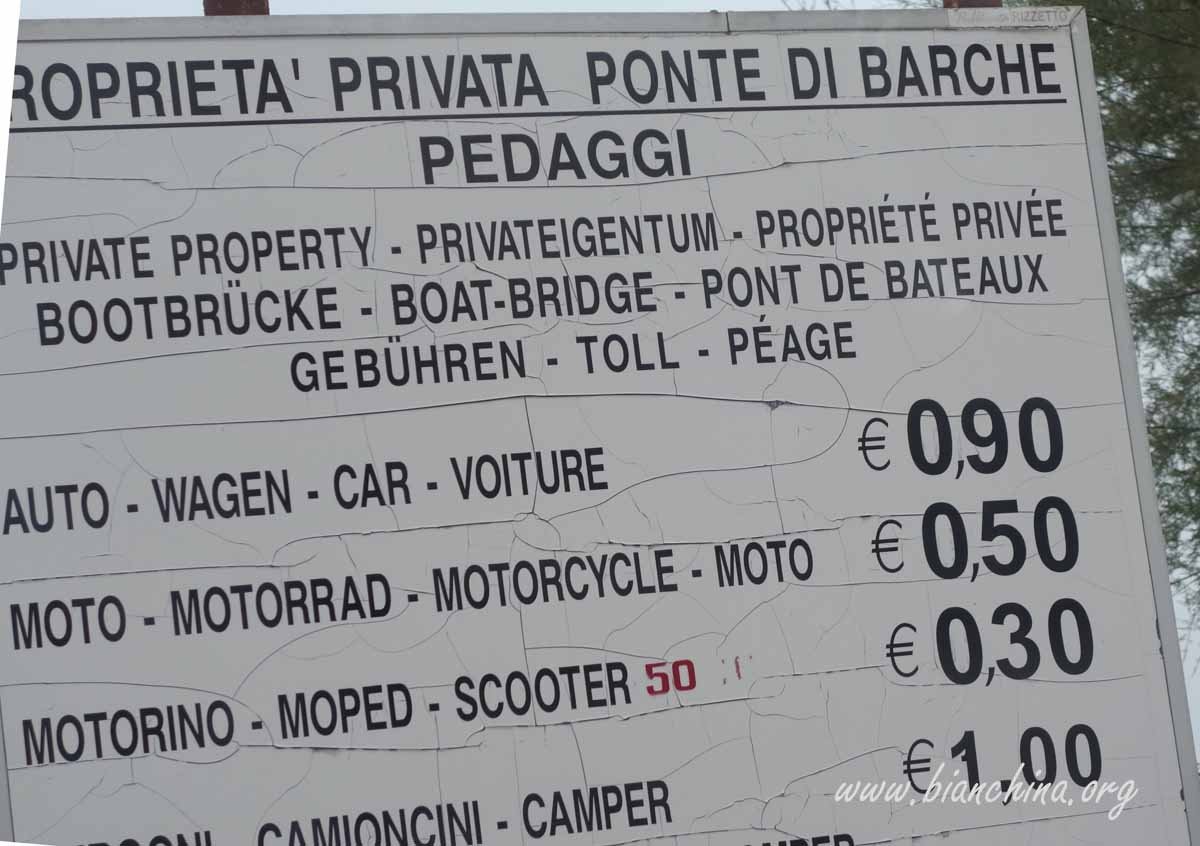 RIZZETTO
ROPRIETA' PRIVATA PONTE DI BARCHE
PEDAGGI
PRIVATE PROPERTY - PRIVATEIGENTUM - PROPRIÉTÉ PRIVÉE
BOOTBRÜCKE - BOAT-BRIDGE - PONT DE BATEAUX
GEBÜHREN - TOLL - PÉAGE
AUTO - WAGEN - CAR - VOITURE € 0,90
MOTO - MOTORRAD - MOTORCYCLE - MOTO € 0,50
MOTORINO - MOPED - SCOOTER 50 € 0,30
CAMIONCINI - CAMPER € 1,00
www.bianchina.org